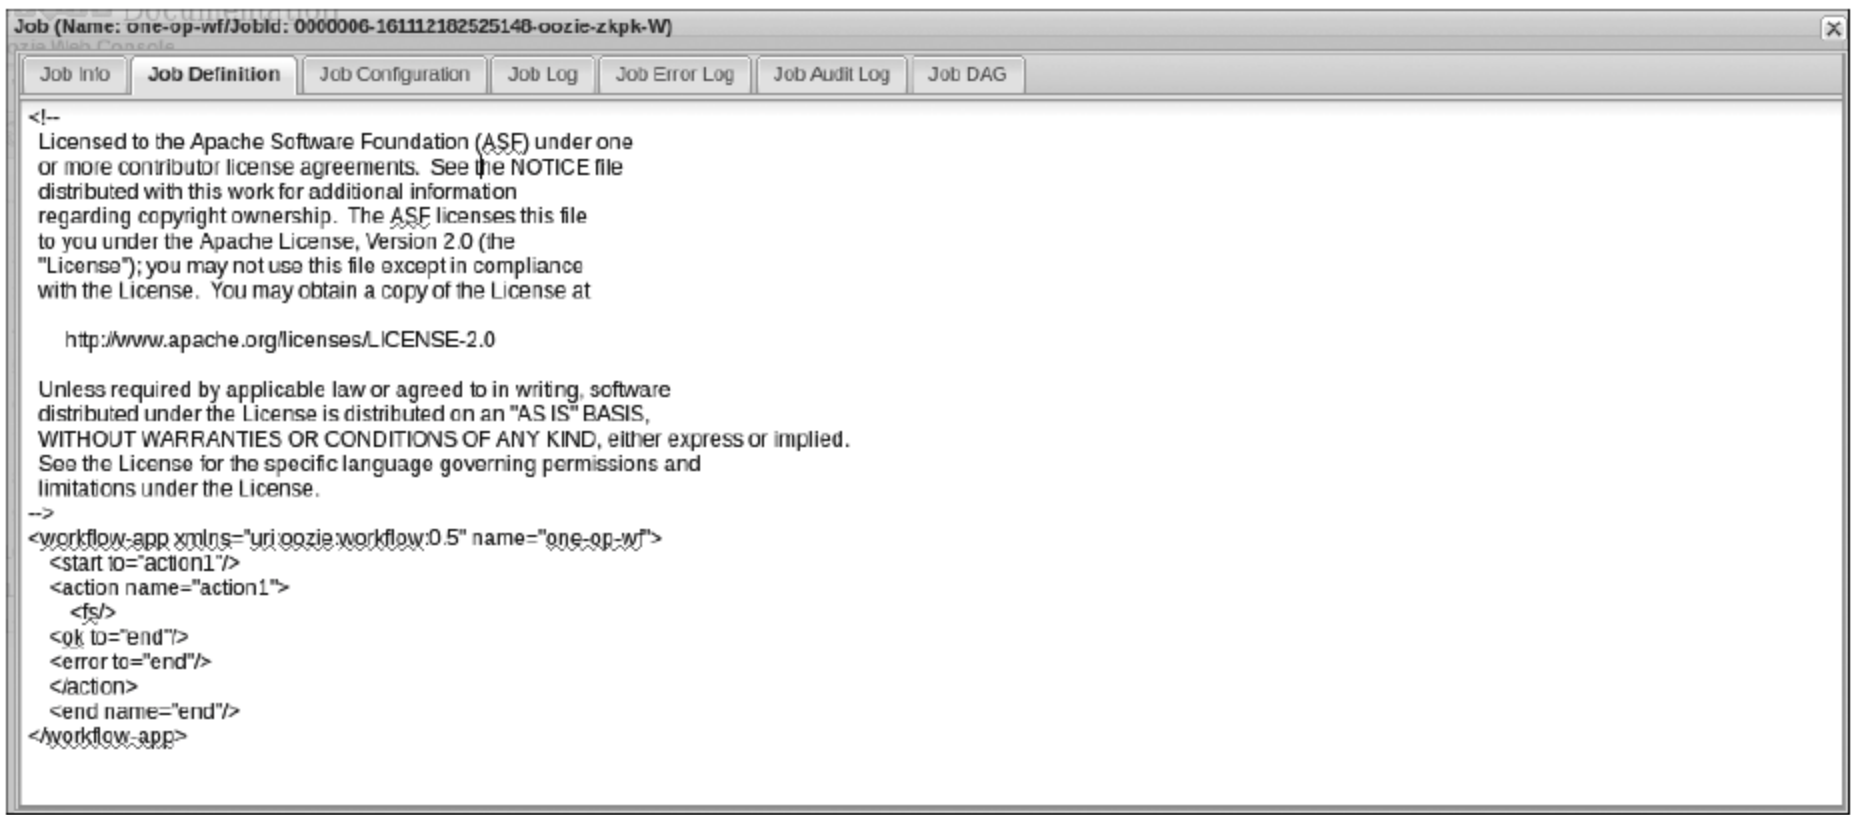 Documentation
Job (Name: one-op-wf/JobId: 0000006-161112182525148-oozie-zkpk-W)
ozie Web Console
Job Info Job Definition Job Configuration Job Log Job Error Log Job Audit Log Job DAG
<!--
Licensed to the Apache Software Foundation (ASF) under one
or more contributor license agreements.  See the NOTICE file
distributed with this work for additional information
regarding copyright ownership.  The ASF licenses this file
to you under the Apache License, Version 2.0 (the
"License"); you may not use this file except in compliance
with the License.  You may obtain a copy of the License at
http://www.apache.org/licenses/LICENSE-2.0
Unless required by applicable law or agreed to in writing, software
distributed under the License is distributed on an "AS IS" BASIS,
WITHOUT WARRANTIES OR CONDITIONS OF ANY KIND, either express or implied.
See the License for the specific language governing permissions and
limitations under the License.
-->
<workflow-app xmlns="uri:oozie:workflow:0.5" name="one-op-wf">
<start to="action1"/>
<action name="action1">
<fs/>
<ok to="end"/>
<error to="end"/>
</action>
<end name="end"/>
</workflow-app>